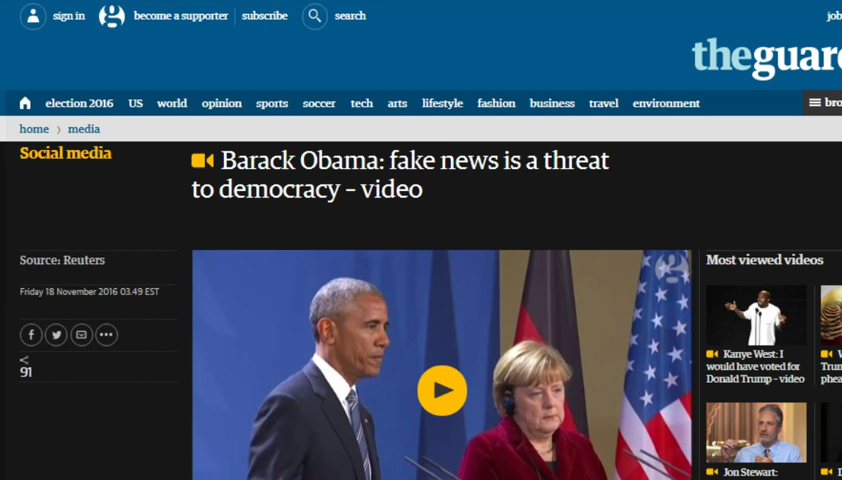 sign in
become a supporter
subscribe
search
theguar
election 2016 US world opinion sports soccer tech arts lifestyle fashion business travel environment
home › media
Social media
Barack Obama: fake news is a threat
to democracy – video
Source: Reuters
Friday 18 November 2016 03.49 EST
91
Most viewed videos
Kanye West: I
would have voted for
Donald Trump – video
Jon Stewart: